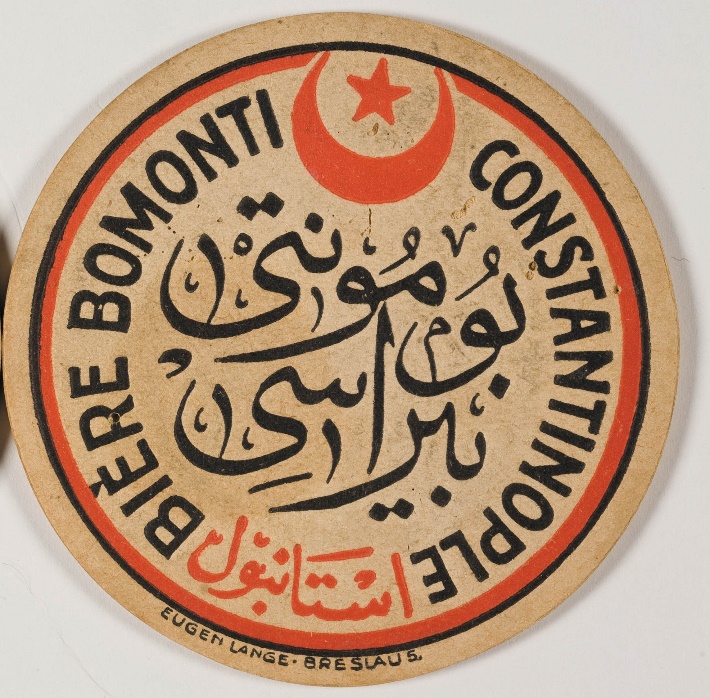 BIÈRE BOMONTI CONSTANTINOPLE
بومونتی
بیراسی
استانبول
EUGEN LANGE · BRESLAU 5.